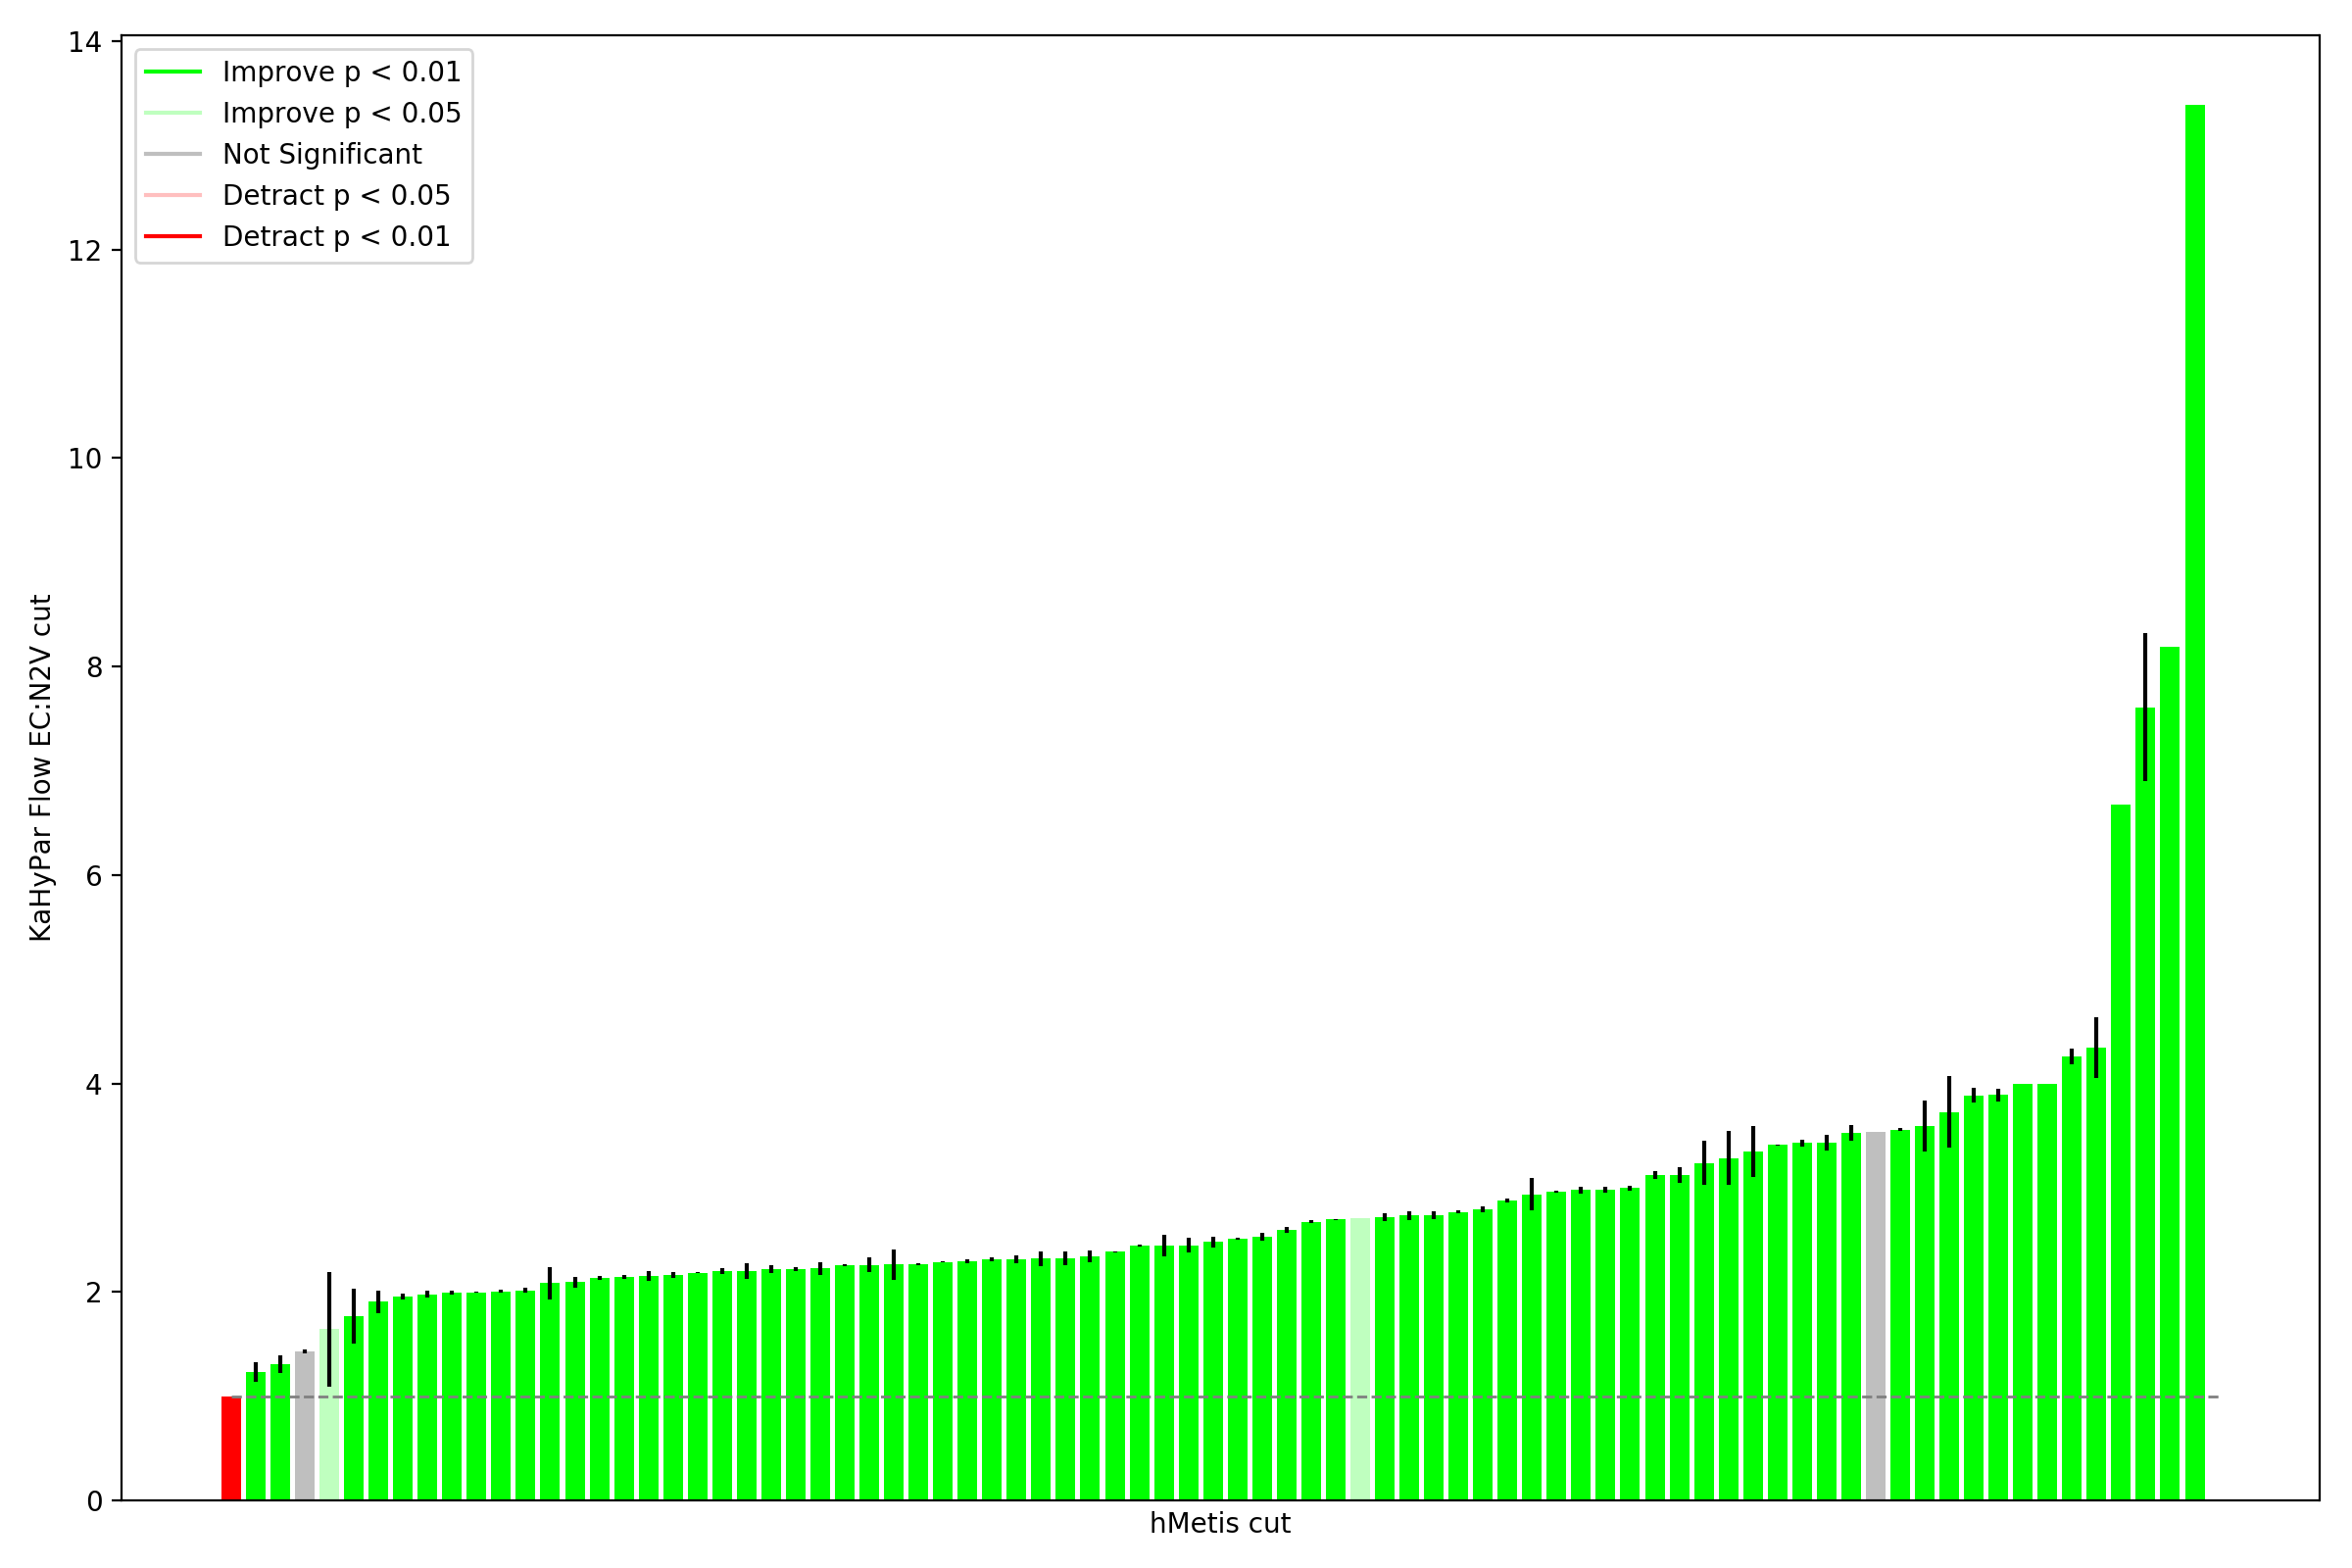 14
12
10
8
6
4
2
0
KaHyPar Flow EC:N2V cut
Improve p < 0.01
Improve p < 0.05
Not Significant
Detract p < 0.05
Detract p < 0.01
hMetis cut